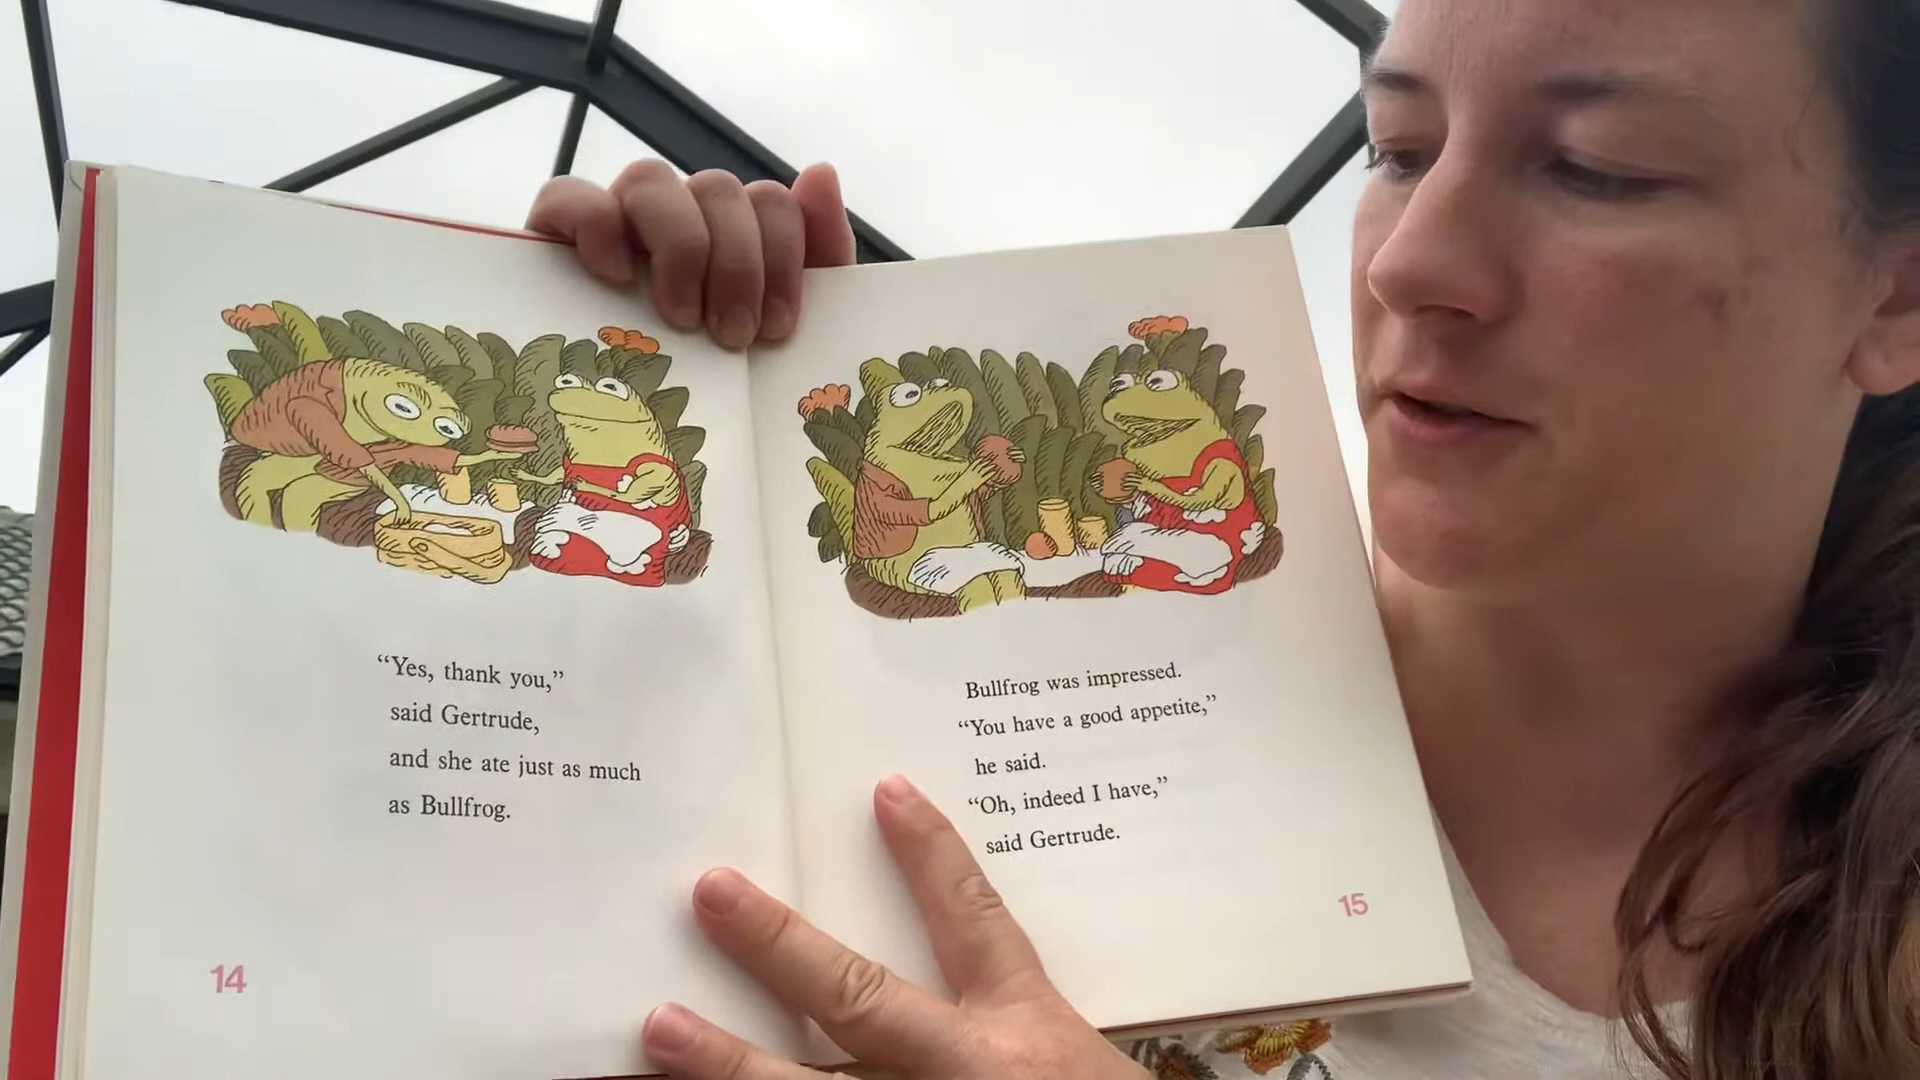 “Yes, thank you,”
said Gertrude,
and she ate just as much
as Bullfrog.
14
Bullfrog was impressed.
“You have a good appetite,”
he said.
“Oh, indeed I have,”
said Gertrude.
15